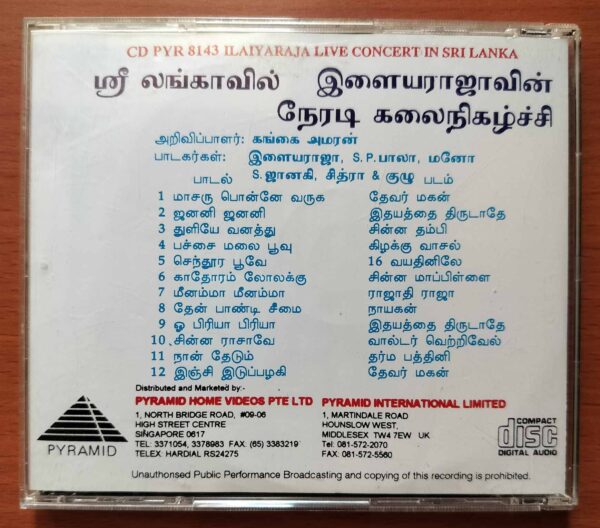 CD PYR 8143 ILAIYARAJA LIVE CONCERT IN SRI LANKA
ஸ்ரீ லங்காவில் இளையராஜாவின்
நேரடி கலைநிகழ்ச்சி
அறிவிப்பாளர்: கங்கை அமரன்
பாடகர்கள்: இளையராஜா, S.P.பாலா, மனோ
S.ஜானகி, சித்ரா & குழு
பாடல் படம்
1 மாசரு பொன்னே வருக தேவர் மகன்
2 ஜனனி ஜனனி இதயத்தை திருடாதே
3 துளியே வனத்து சின்ன தம்பி
4 பச்சை மலை பூவு கிழக்கு வாசல்
5 செந்தூர பூவே 16 வயதினிலே
6 காதோரம் லோலக்கு சின்ன மாப்பிள்ளை
7 மீனம்மா மீனம்மா ராஜாதி ராஜா
8 தேன் பாண்டி சீமை நாயகன்
9 ஓ பிரியா பிரியா இதயத்தை திருடாதே
10 சின்ன ராசாவே வால்டர் வெற்றிவேல்
11 நான் தேடும் தர்ம பத்தினி
12 இஞ்சி இடுப்பழகி தேவர் மகன்
Distributed and Marketed by:-
PYRAMID HOME VIDEOS PTE LTD
1, NORTH BRIDGE ROAD, #09-06
HIGH STREET CENTRE
SINGAPORE 0617
TEL: 3371054, 3378983 FAX: (65) 3383219
TELEX: HARDIAL RS24275
PYRAMID INTERNATIONAL LIMITED
1, MARTINDALE ROAD
HOUNSLOW WEST,
MIDDLESEX TW4 7EW UK
Tel: 081-572-2070
FAX: 081-572-5560
PYRAMID
COMPACT
disc
DIGITAL AUDIO
Unauthonsed Public Performance Broadcasting and copying of this recording is prohibited.